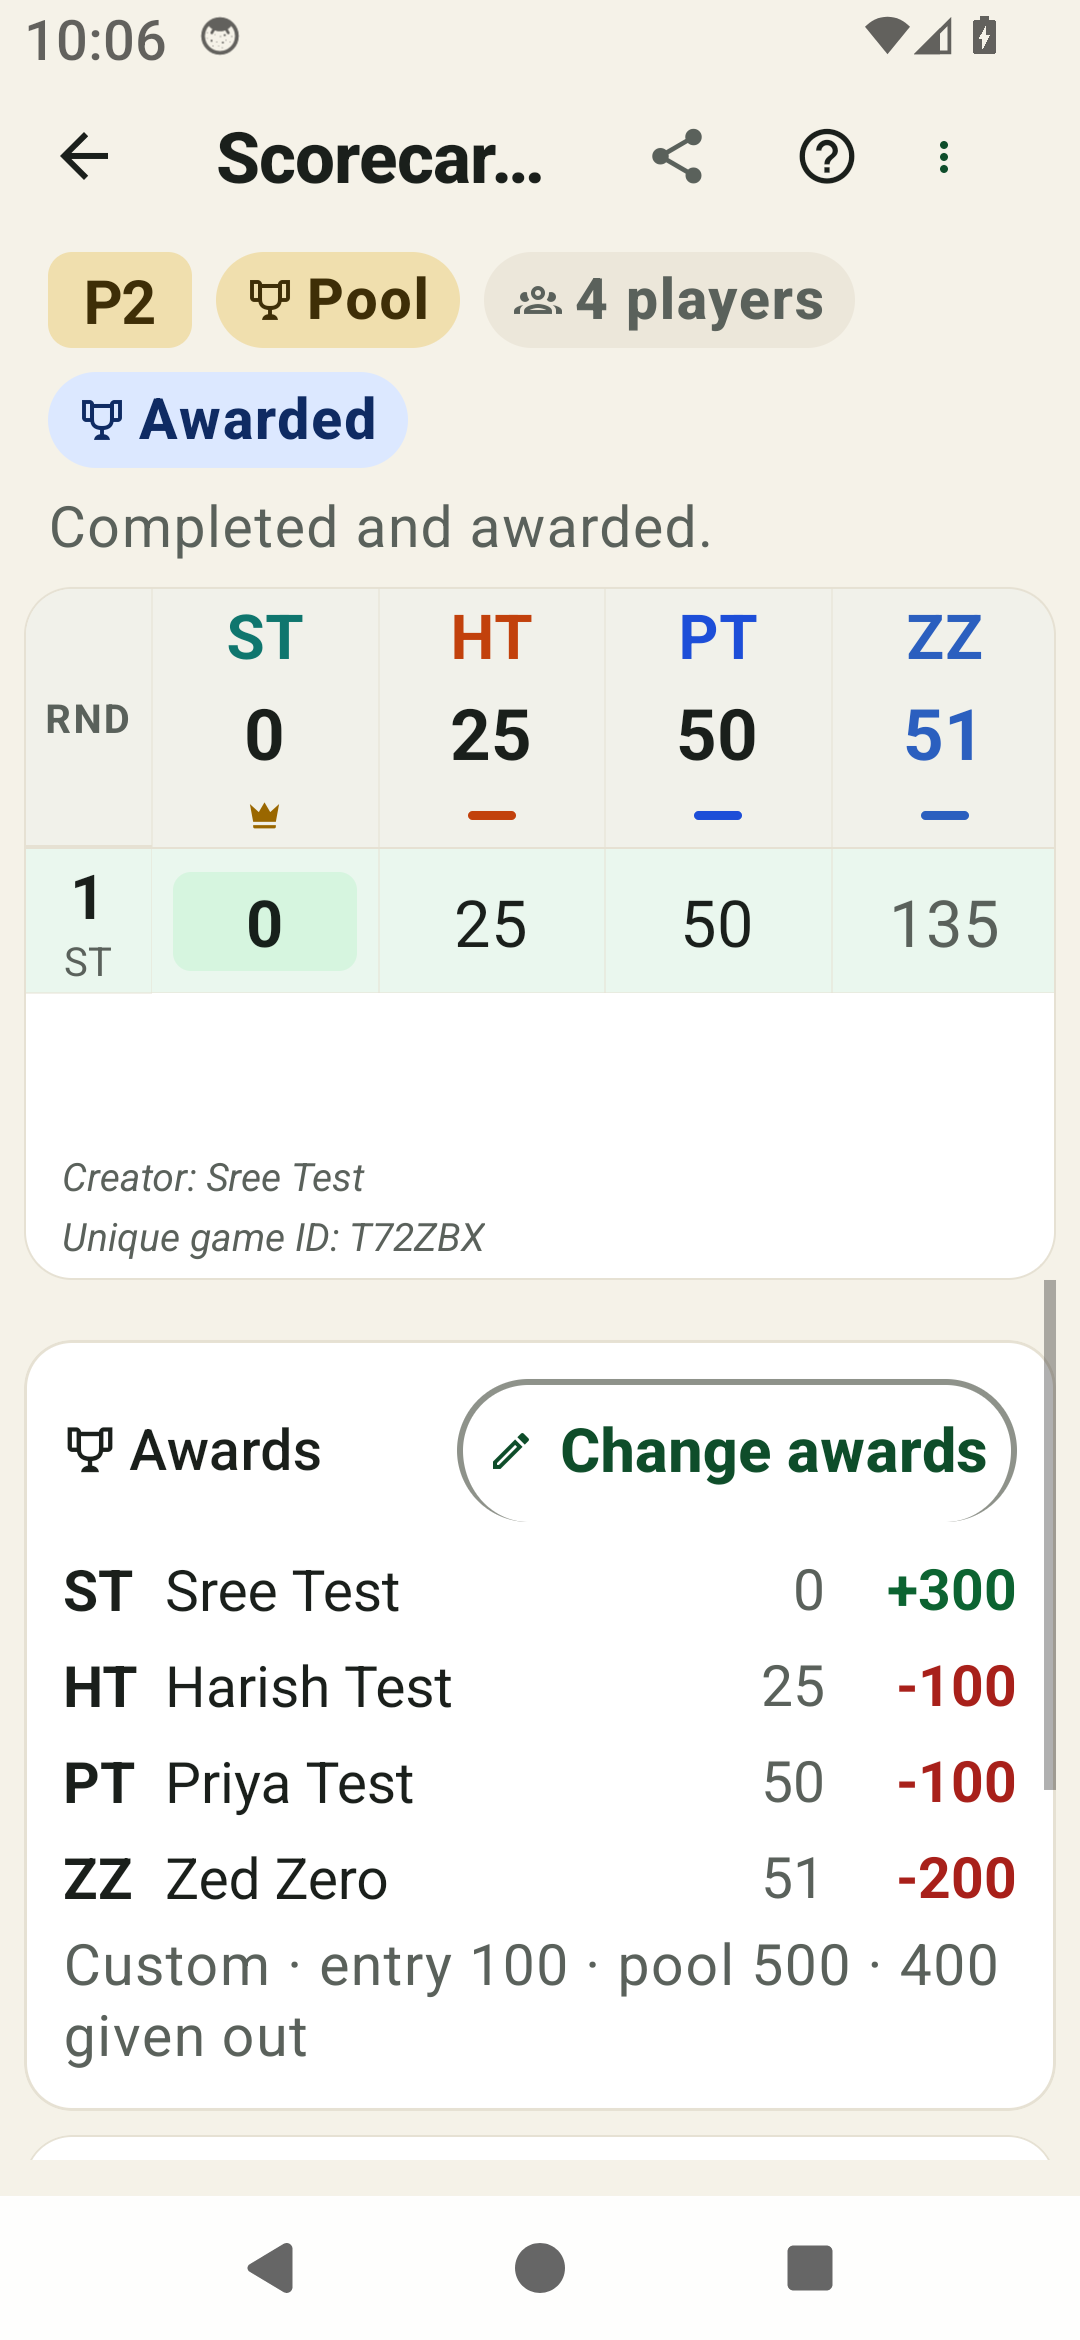 10:06
Scorecar...
P2 Pool 4 players
Awarded
Completed and awarded.
RND ST HT PT ZZ
0 25 50 51
1 0 25 50 135
ST
Creator: Sree Test
Unique game ID: T72ZBX
Awards Change awards
ST Sree Test 0 +300
HT Harish Test 25 -100
PT Priya Test 50 -100
ZZ Zed Zero 51 -200
Custom · entry 100 · pool 500 · 400
given out